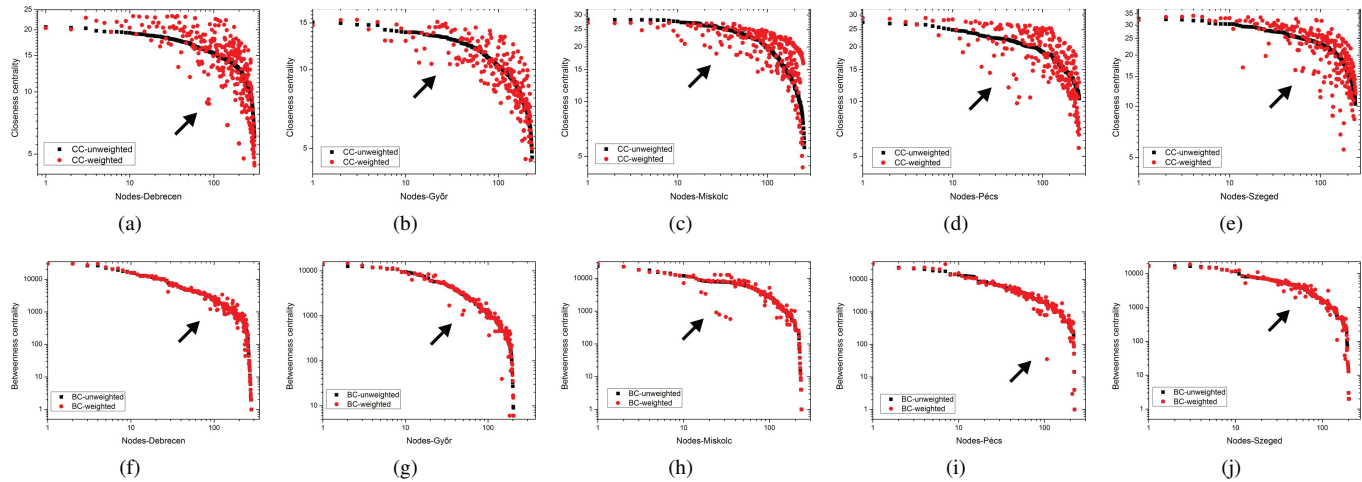 25
20
15
10
5
Closeness centrality
CC-unweighted
CC-weighted
1
10
100
Nodes-Debrecen
(a)
15
10
5
Closeness centrality
CC-unweighted
CC-weighted
1
10
100
Nodes-Győr
(b)
30
25
20
15
10
5
Closeness centrality
CC-unweighted
CC-weighted
1
10
100
Nodes-Miskolc
(c)
30
25
20
15
10
5
Closeness centrality
CC-unweighted
CC-weighted
1
10
100
Nodes-Pécs
(d)
35
30
25
20
15
10
5
Closeness centrality
CC-unweighted
CC-weighted
1
10
100
Nodes-Szeged
(e)
10000
1000
100
10
1
Betweenness centrality
BC-unweighted
BC-weighted
1
10
100
Nodes-Debrecen
(f)
10000
1000
100
10
Betweenness centrality
BC-unweighted
BC-weighted
1
10
100
Nodes-Győr
(g)
10000
1000
100
10
1
Betweenness centrality
BC-unweighted
BC-weighted
1
10
100
Nodes-Miskolc
(h)
10000
1000
100
10
1
Betweenness centrality
BC-unweighted
BC-weighted
1
10
100
Nodes-Pécs
(i)
10000
1000
100
10
1
Betweenness centrality
BC-unweighted
BC-weighted
1
10
100
Nodes-Szeged
(j)